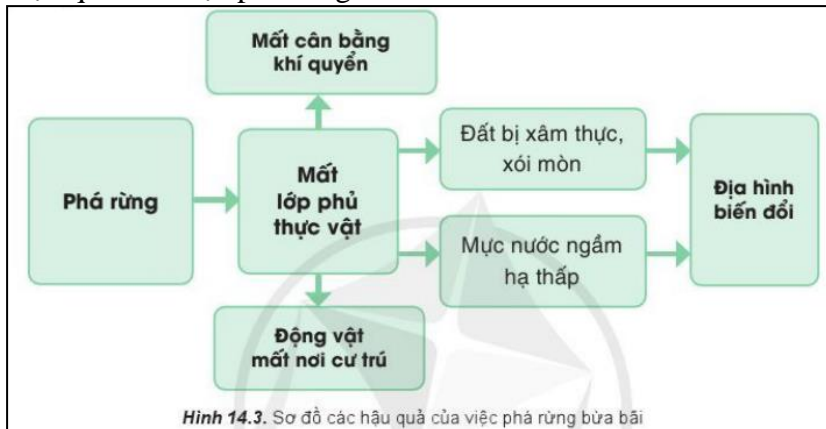 Mất cân bằng
khí quyển
Phá rừng
Mất
lớp phủ
thực vật
Đất bị xâm thực,
xói mòn
Mực nước ngầm
hạ thấp
Địa hình
biến đổi
Động vật
mất nơi cư trú
Hình 14.3. Sơ đồ các hậu quả của việc phá rừng bừa bãi